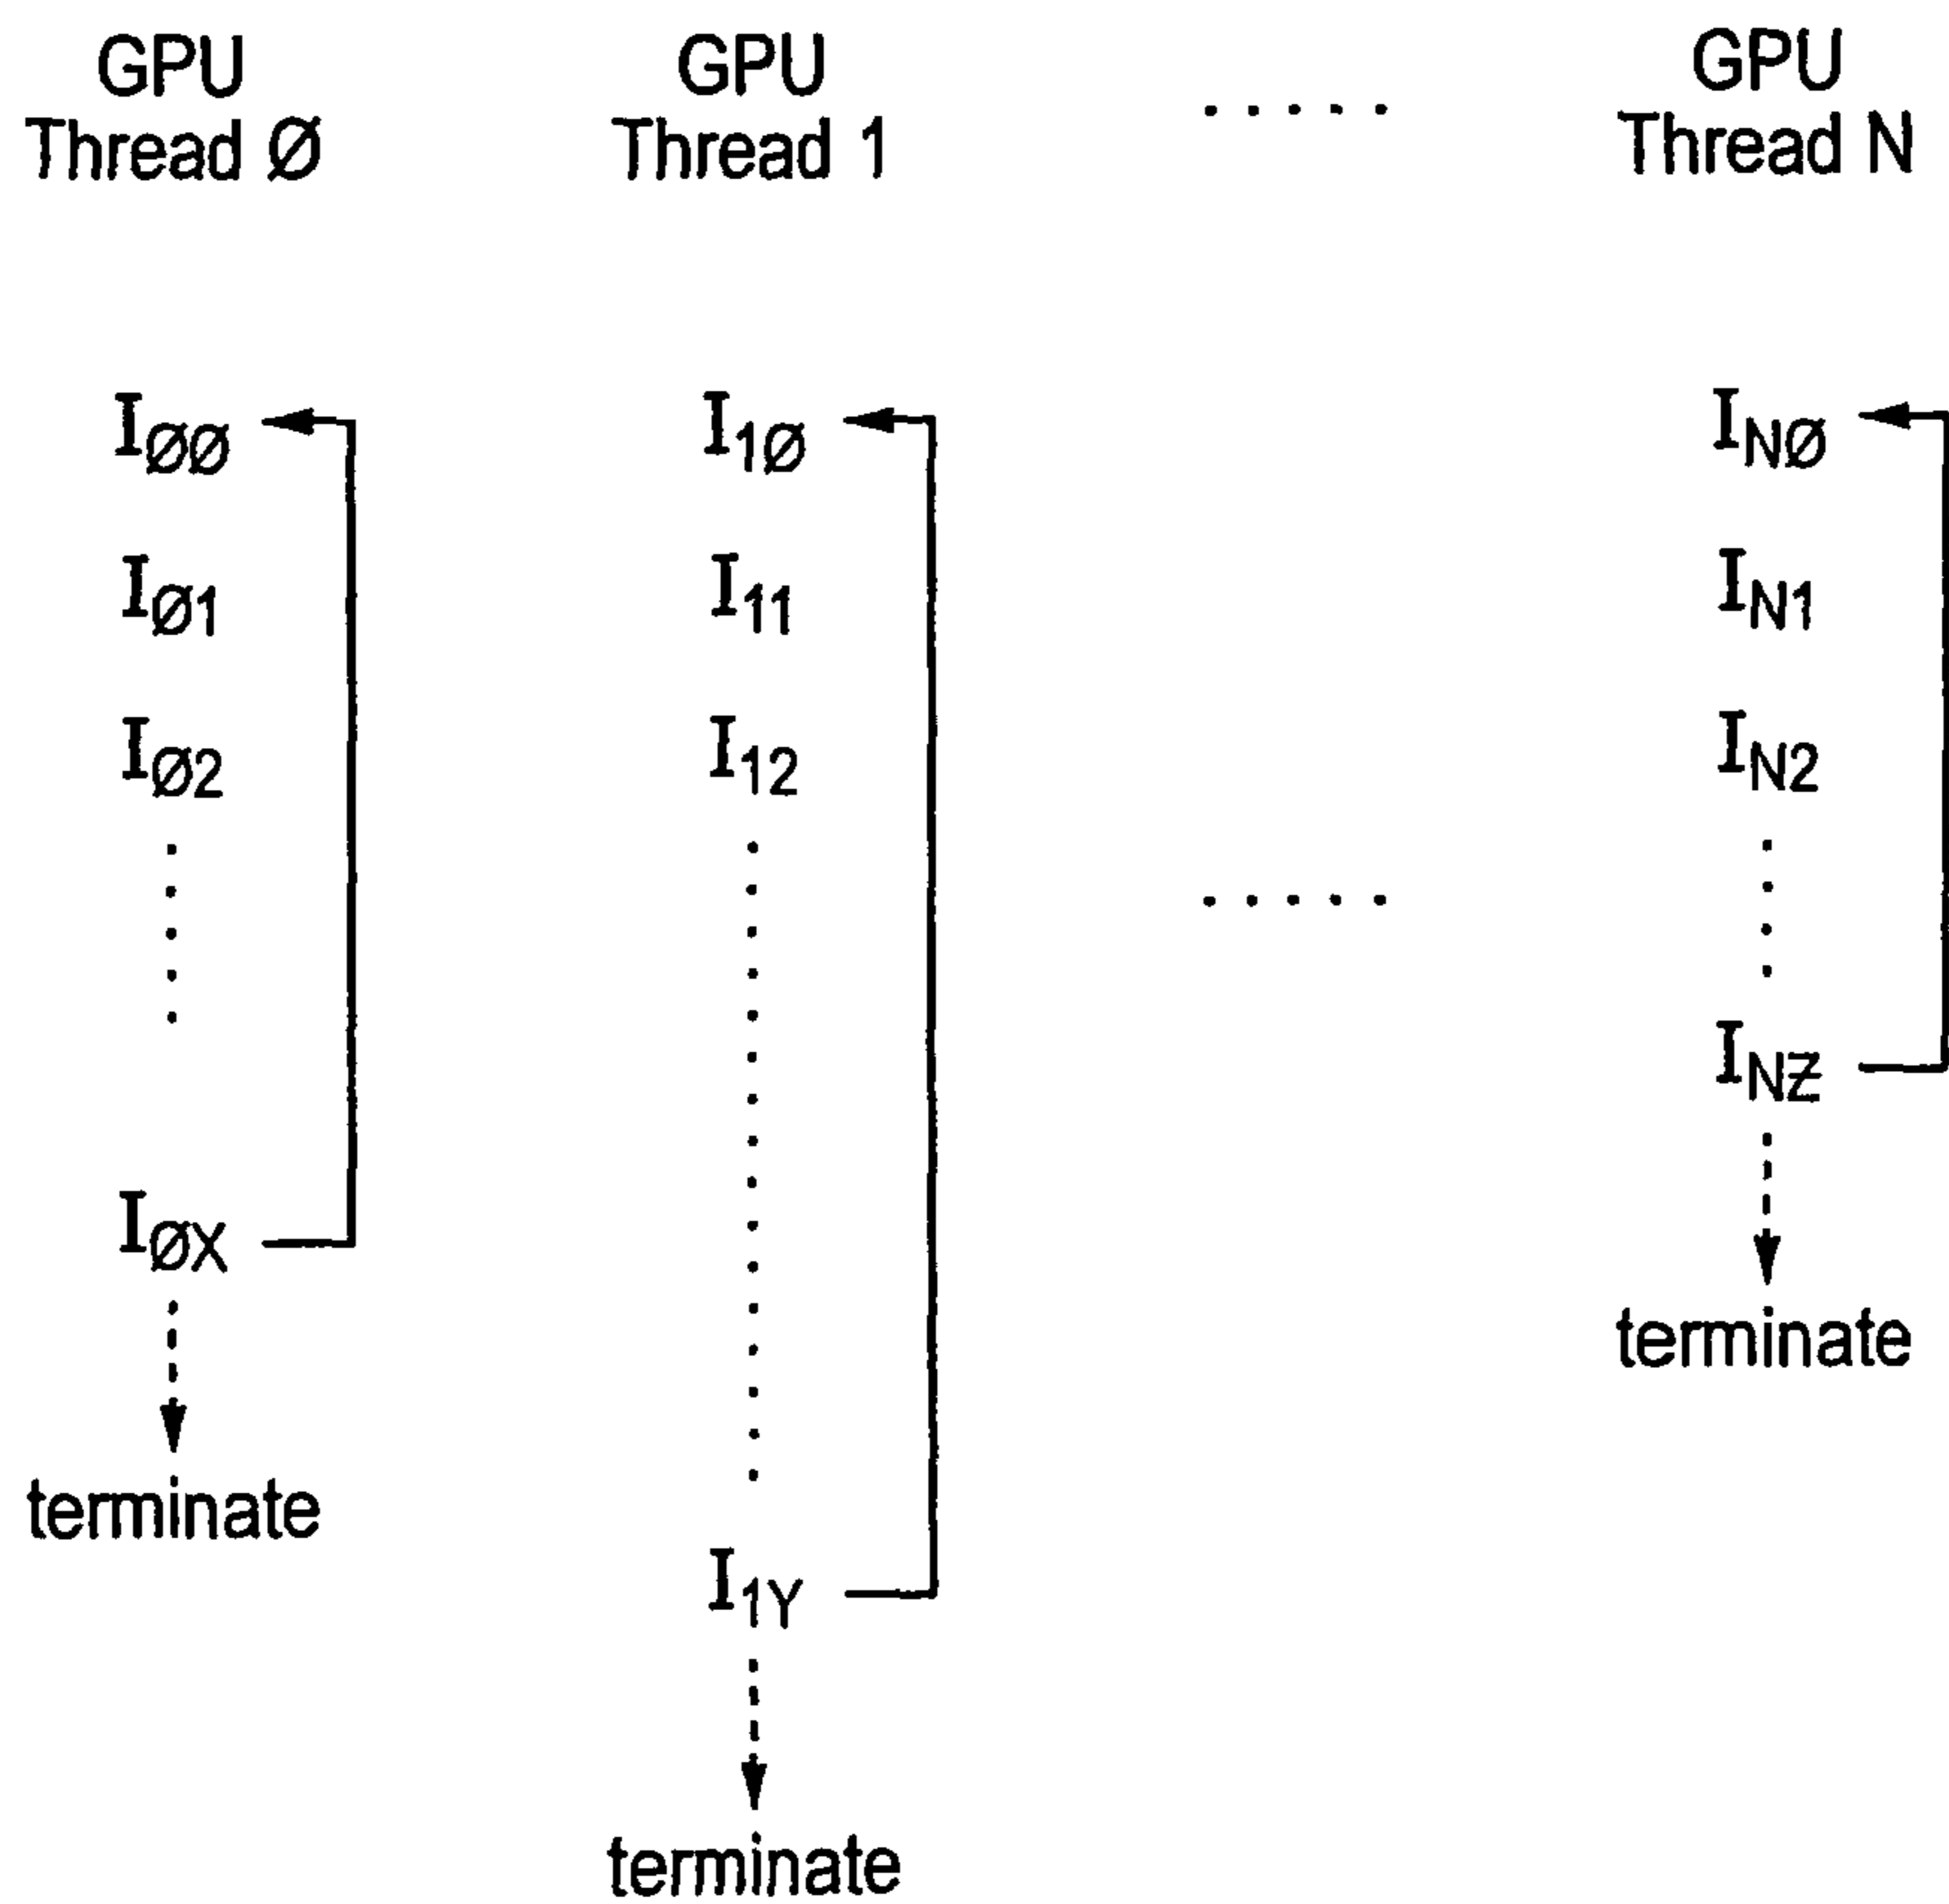 GPU
Thread Ø
GPU
Thread 1
.....
GPU
Thread N
IØØ
IØ1
IØ2
IØX
terminate
I1Ø
I11
I12
I1Y
terminate
.....
INØ
IN1
IN2
INZ
terminate